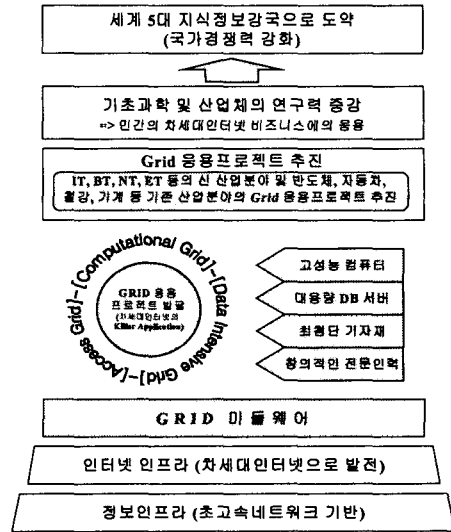 세계 5대 지식정보강국으로 도약
(국가경쟁력 강화)
기초과학 및 산업체의 연구력 증강
=> 민간의 차세대인터넷 비즈니스에의 응용
Grid 응용프로젝트 추진
IT, BT, NT, ET 등의 신 산업분야 및 반도체, 자동차,
철강, 기계 등 기존 산업분야의 Grid 응용프로젝트 추진
[Access Grid]-[Computational Grid]-[Data Intensive Grid]-
GRID 응용
프로젝트 발굴
(차세대인터넷의
Killer Application)
고성능 컴퓨터
대용량 DB 서버
최첨단 기자재
창의적인 전문인력
GRID 미들웨어
인터넷 인프라 (차세대인터넷으로 발전)
정보인프라 (초고속네트워크 기반)